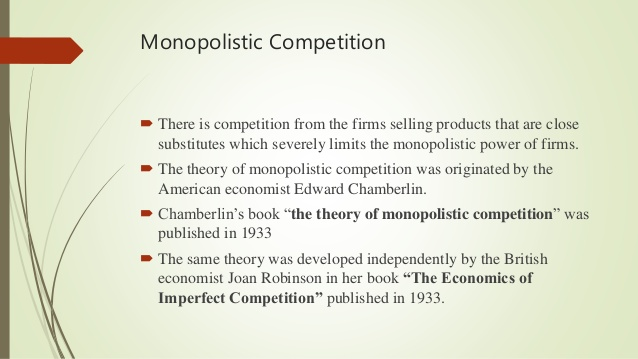 Monopolistic Competition
There is competition from the firms selling products that are close
substitutes which severely limits the monopolistic power of firms.
The theory of monopolistic competition was originated by the
American economist Edward Chamberlin.
Chamberlin’s book “the theory of monopolistic competition” was
published in 1933
The same theory was developed independently by the British
economist Joan Robinson in her book “The Economics of
Imperfect Competition” published in 1933.